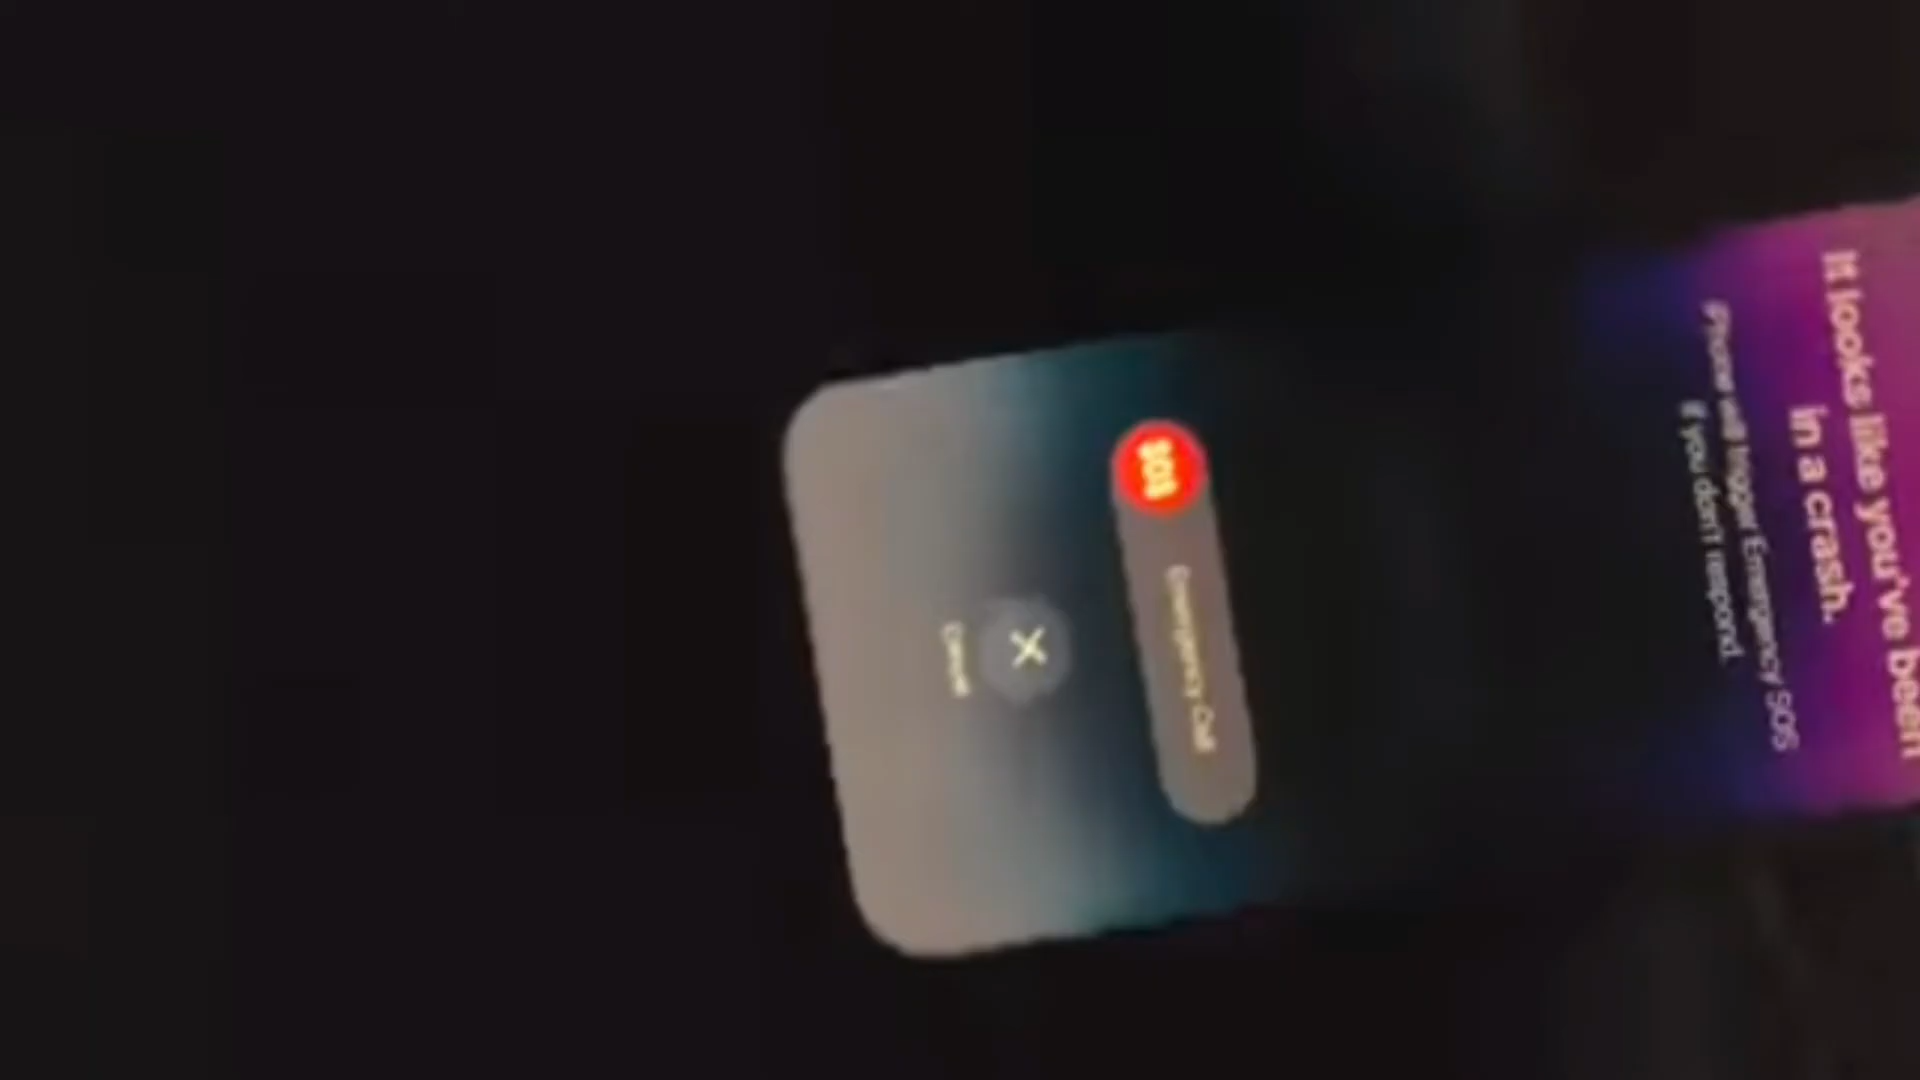 It looks like you've been
in a crash.
iPhone will trigger Emergency SOS
if you don't respond.
SOS
Emergency Call
Cancel